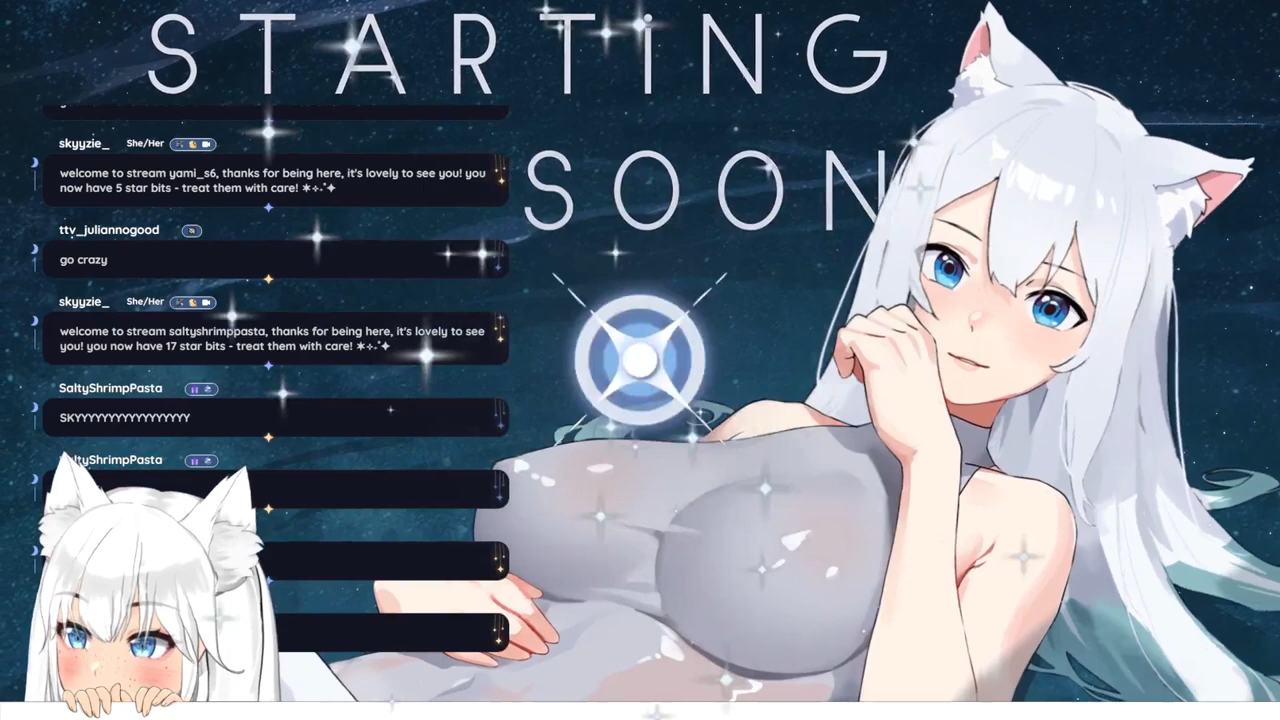 STARTiNG
SOON
skyyzie_ She/Her
welcome to stream yami_s6, thanks for being here, it's lovely to see you! you
now have 5 star bits - treat them with care! ✶⊹₊˚✦
ttv_juliannogood
go crazy
skyyzie_ She/Her
welcome to stream saltyshrimppasta, thanks for being here, it's lovely to see
you! you now have 17 star bits - treat them with care! ✶⊹₊˚✦
SaltyShrimpPasta
SKYYYYYYYYYYYYYYYY
ltyShrimpPasta